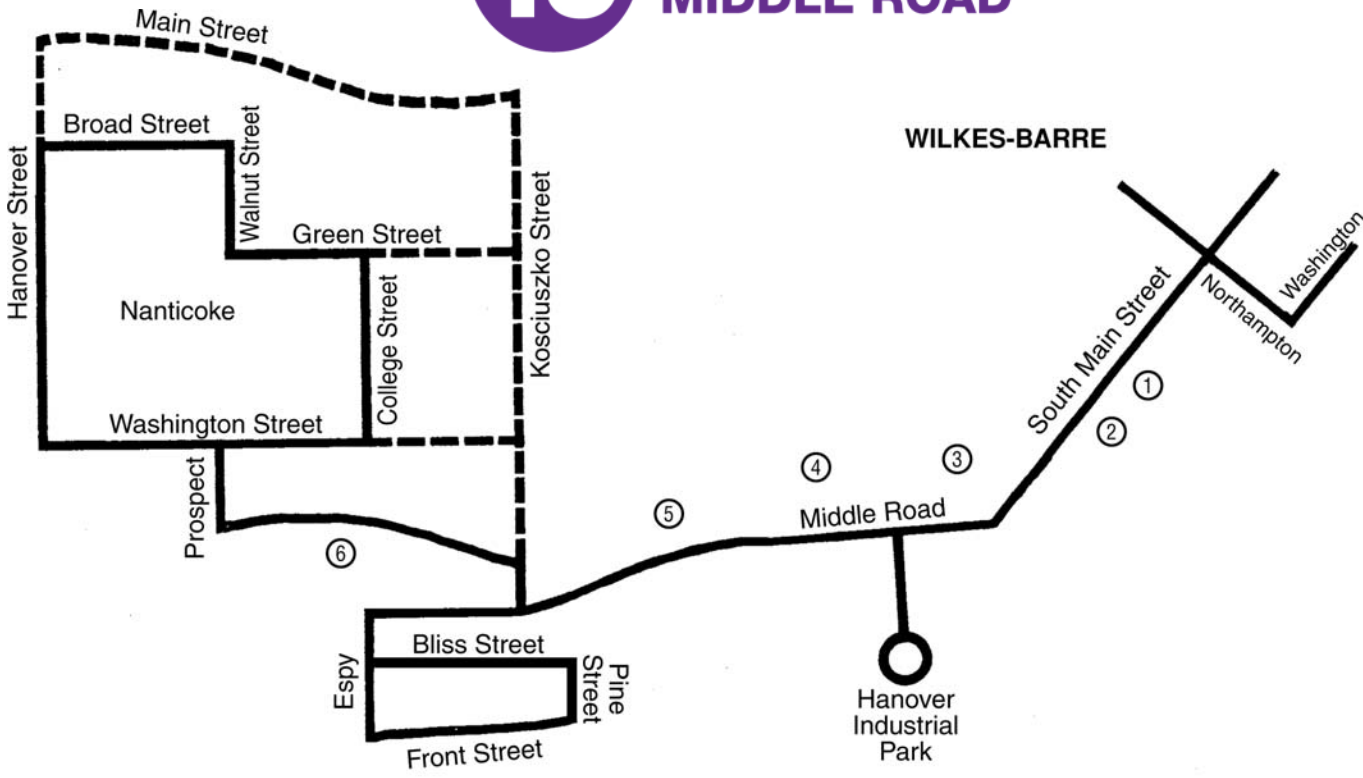 MIDDLE ROAD
Main Street
Broad Street
Walnut Street
Hanover Street
Green Street
Kosciuszko Street
Nanticoke
College Street
Washington Street
Prospect
6
WILKES-BARRE
Washington
Northampton
South Main Street
1
2
3
4
5
Middle Road
Bliss Street
Espy
Pine
Street
Front Street
Hanover
Industrial
Park